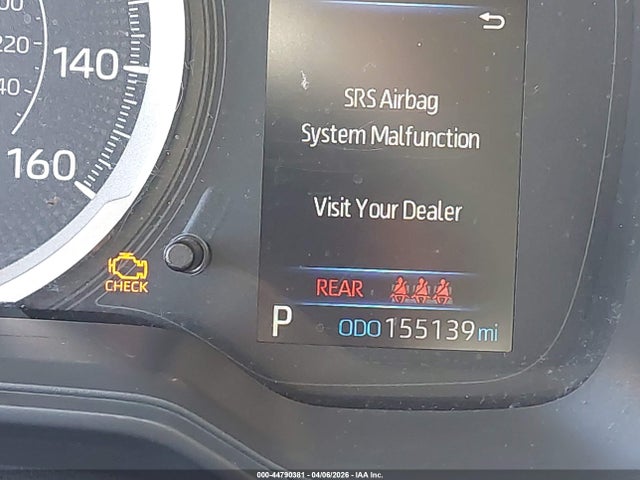 220
140
160
CHECK
SRS Airbag
System Malfunction
Visit Your Dealer
REAR
P ODO 155139 mi
000-44790381 - 04/06/2026 - IAA Inc.